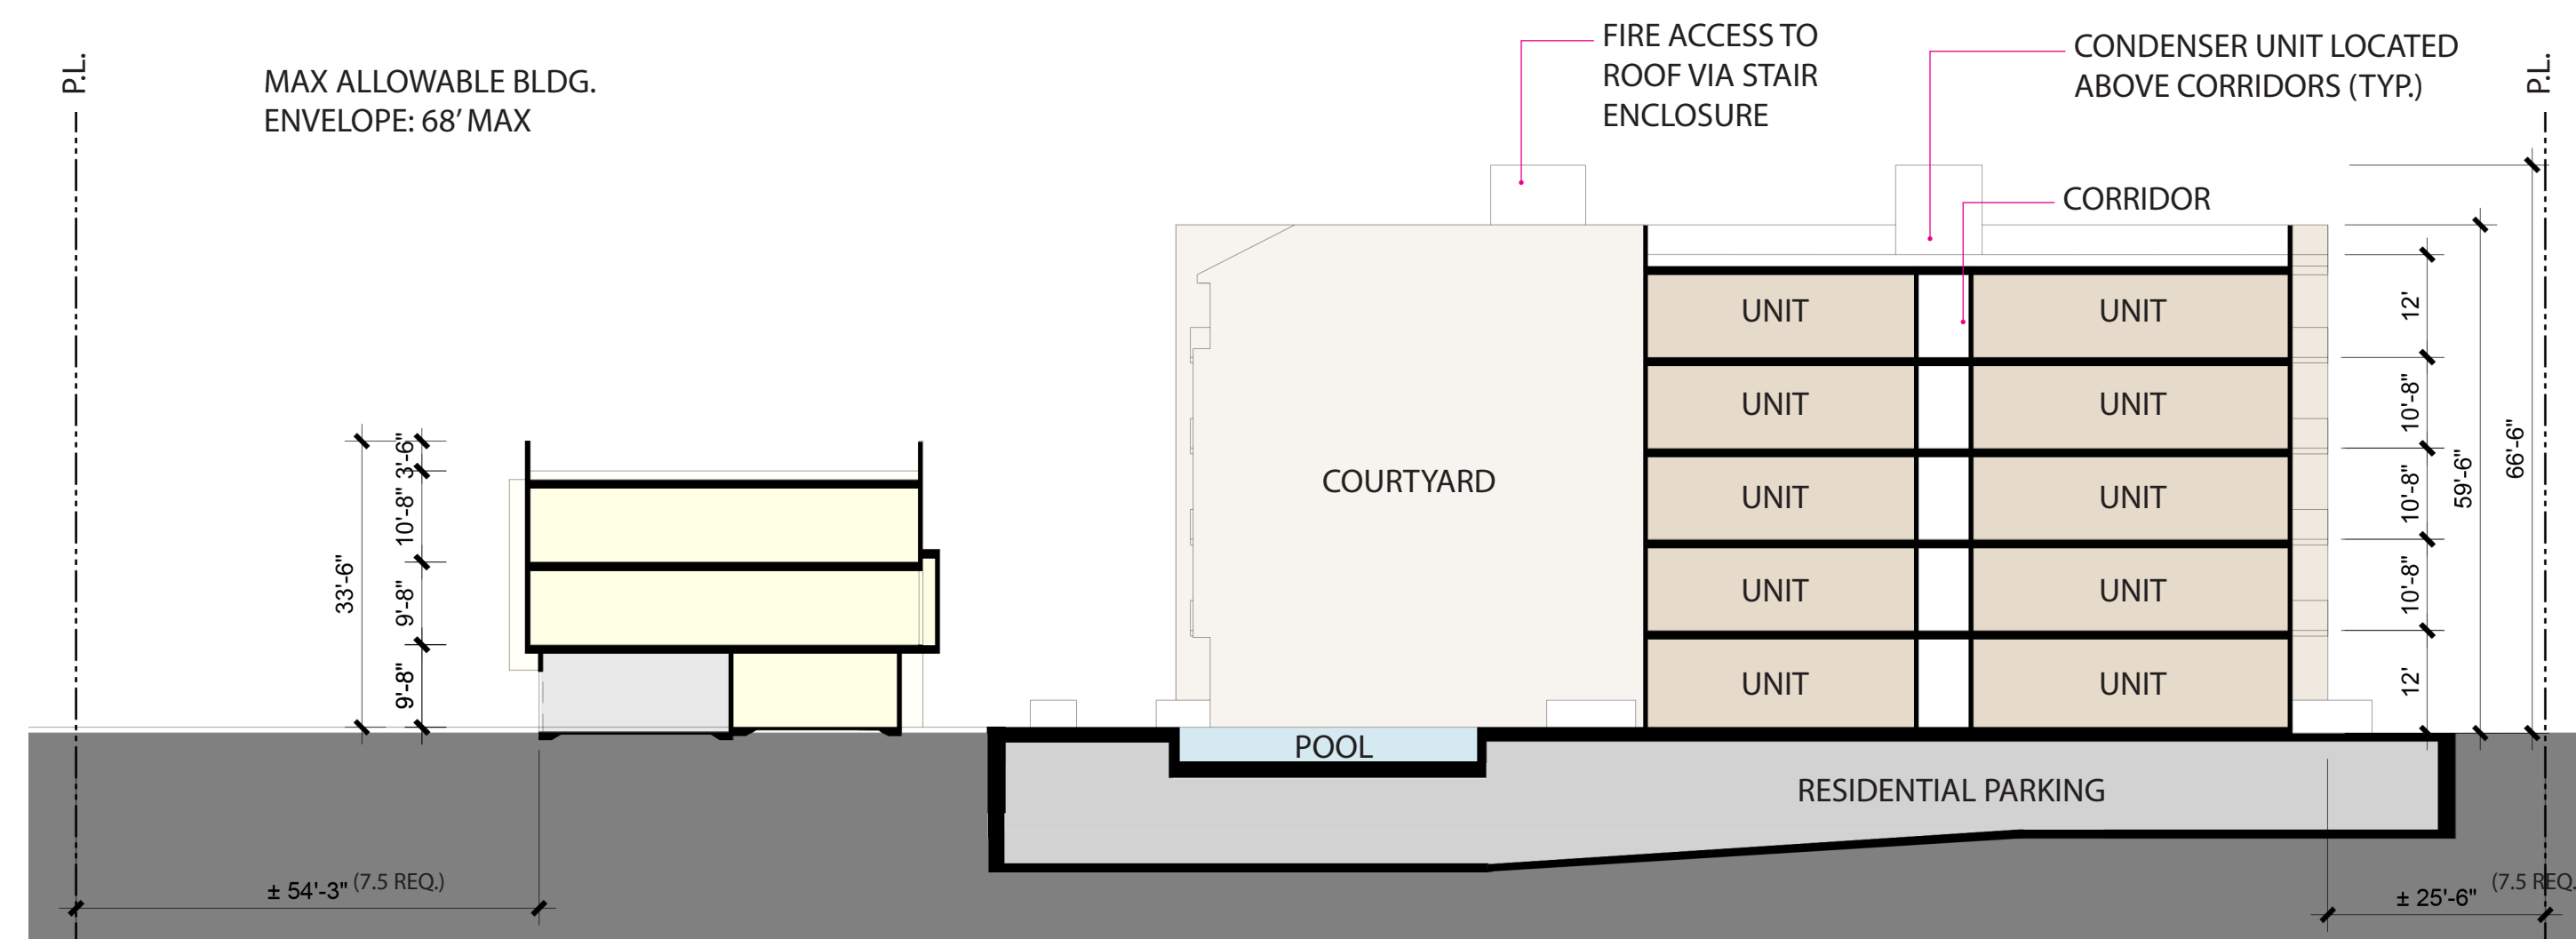 P.L.
MAX ALLOWABLE BLDG.
ENVELOPE: 68' MAX
FIRE ACCESS TO
ROOF VIA STAIR
ENCLOSURE
CONDENSER UNIT LOCATED
ABOVE CORRIDORS (TYP.)
P.L.
CORRIDOR
33'-6"
3'-6"
10'-8"
9'-8"
9'-8"
COURTYARD
UNIT
UNIT
UNIT
UNIT
UNIT
UNIT
UNIT
UNIT
UNIT
UNIT
12'
10'-8"
10'-8"
10'-8"
12'
59'-6"
66'-6"
POOL
RESIDENTIAL PARKING
± 54'-3" (7.5 REQ.)
± 25'-6" (7.5 REQ.